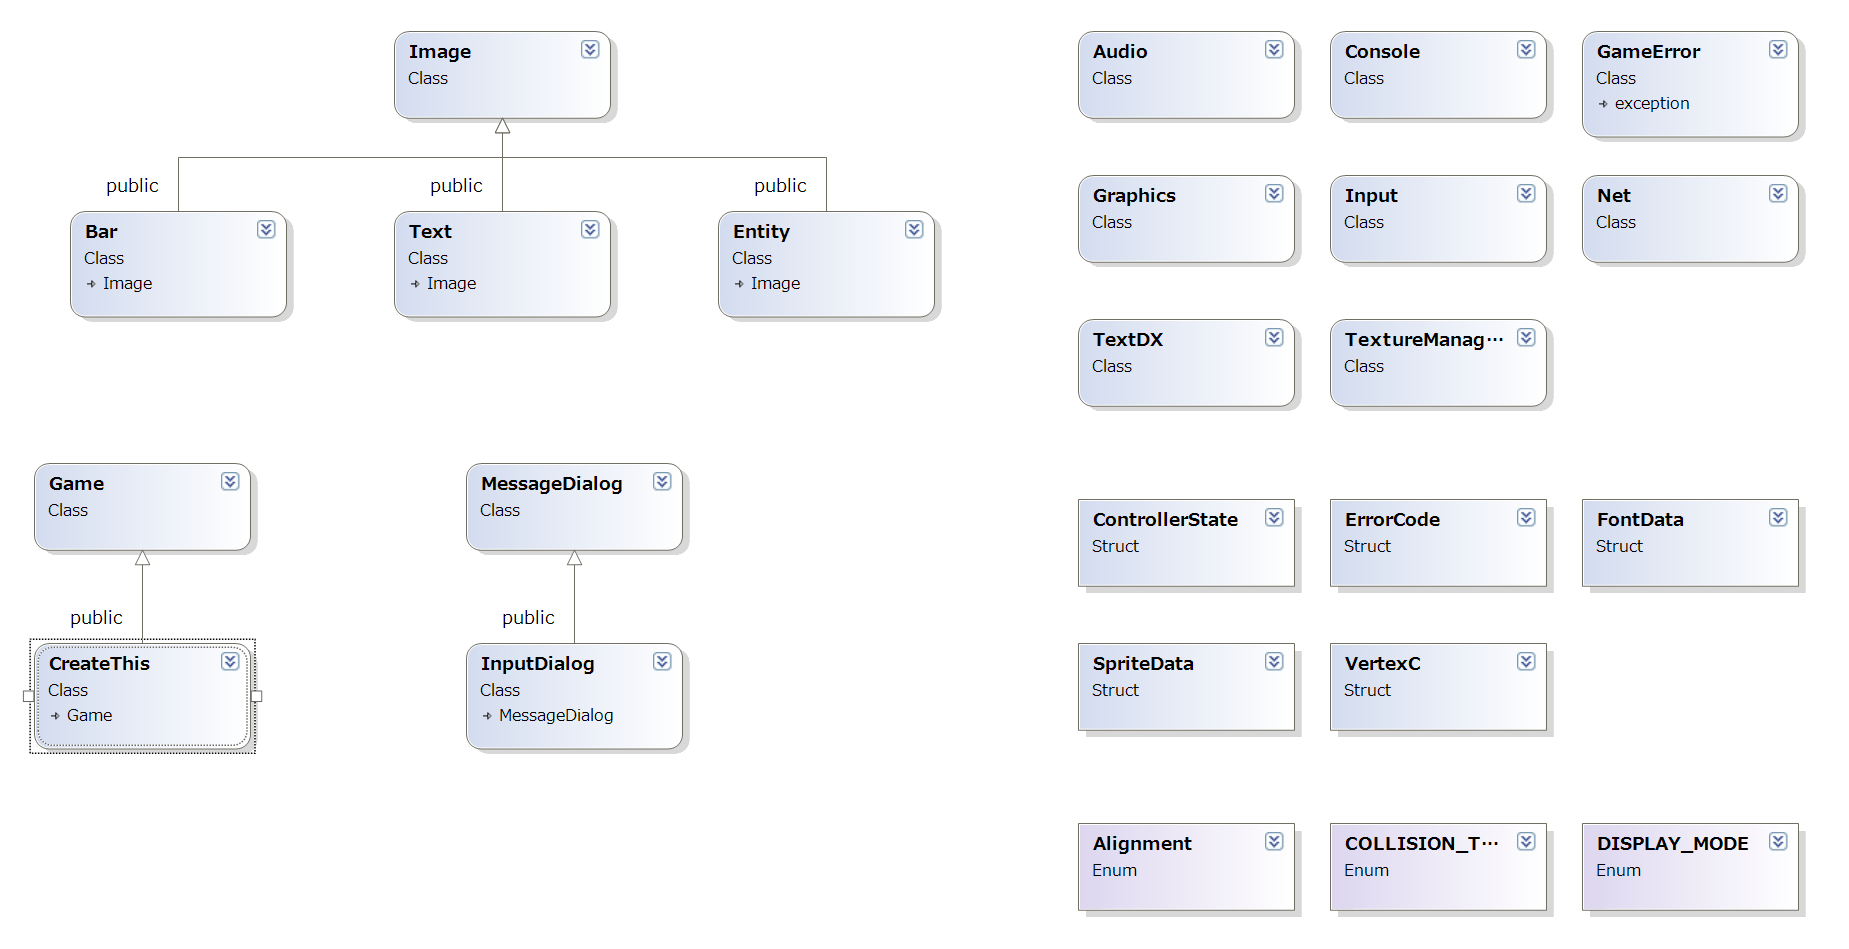 Image
Class
public
public
public
Bar
Class
Image
Text
Class
Image
Entity
Class
Image
Game
Class
public
CreateThis
Class
Game
MessageDialog
Class
public
InputDialog
Class
MessageDialog
Audio
Class
Console
Class
GameError
Class
exception
Graphics
Class
Input
Class
Net
Class
TextDX
Class
TextureManag…
Class
ControllerState
Struct
ErrorCode
Struct
FontData
Struct
SpriteData
Struct
VertexC
Struct
Alignment
Enum
COLLISION_T…
Enum
DISPLAY_MODE
Enum